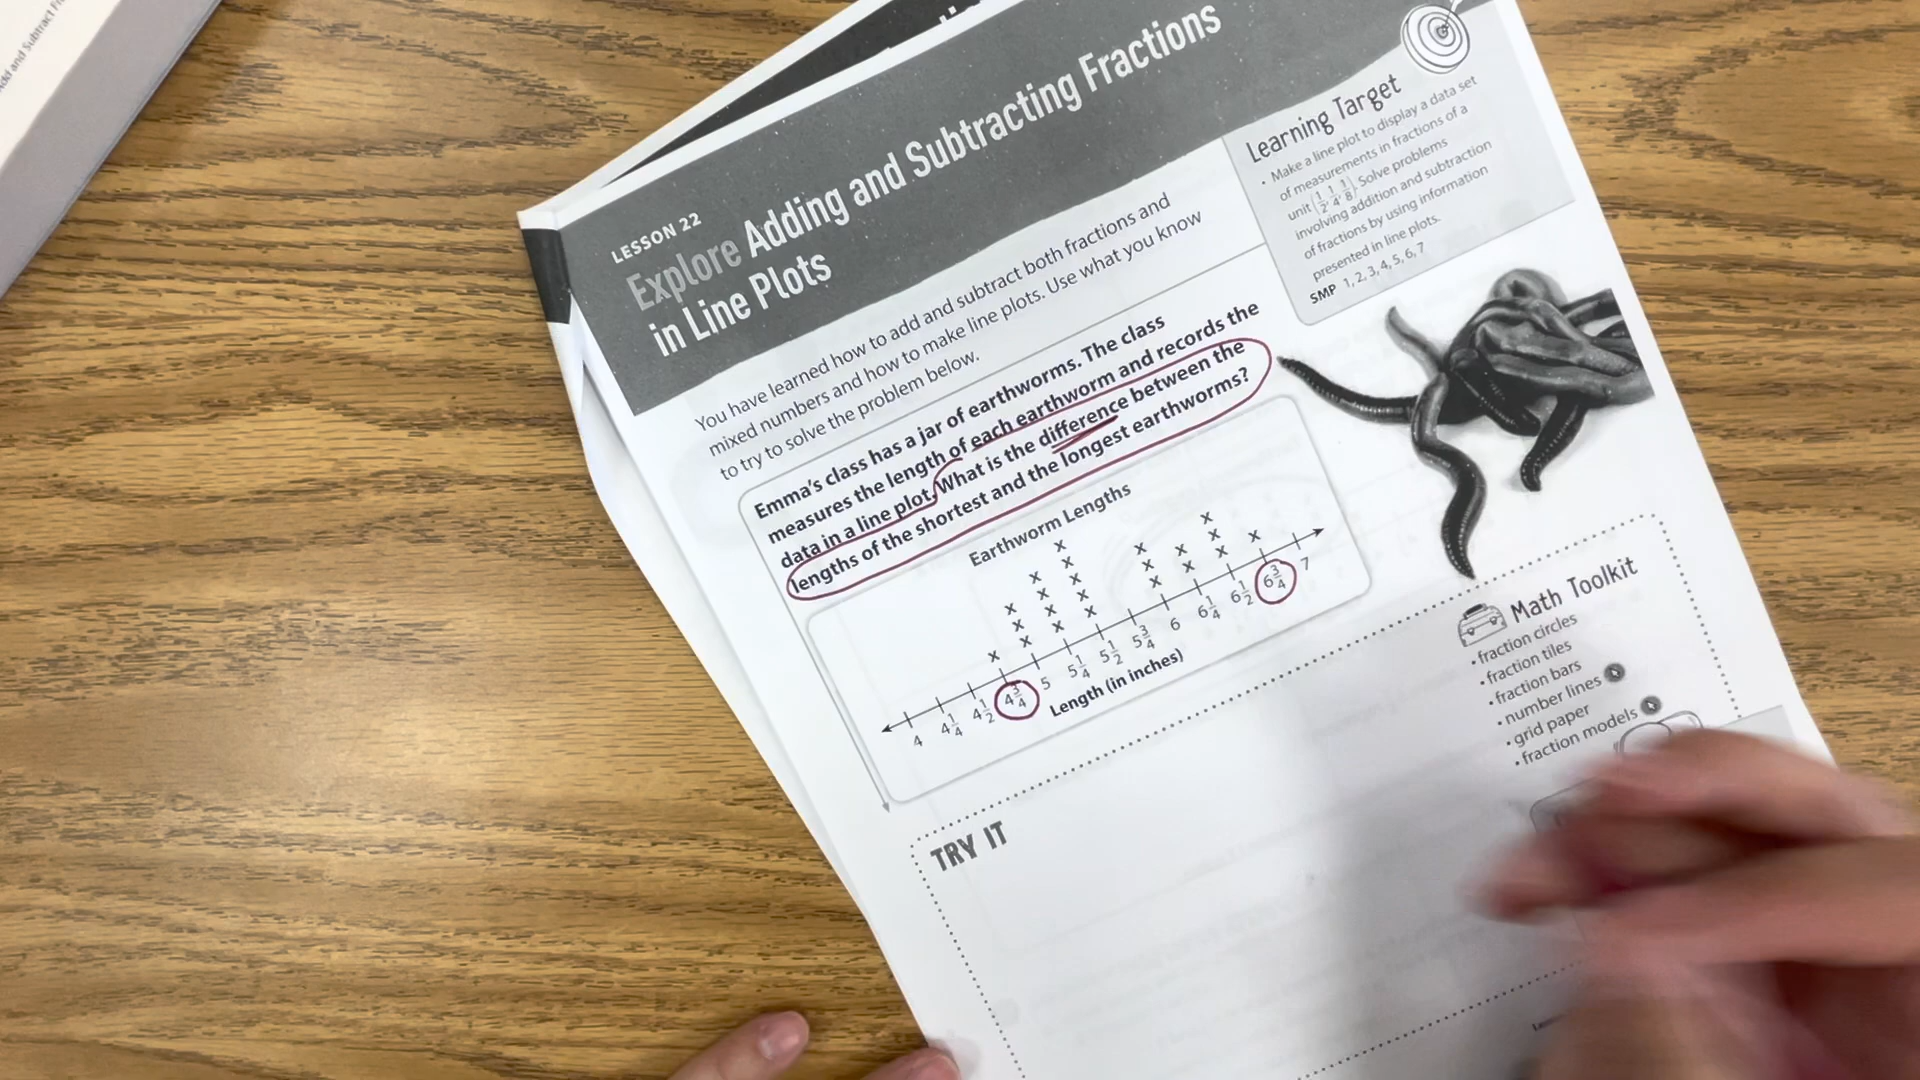 dd and Subtract Fr
LESSON 22
Explore Adding and Subtracting Fractions
in Line Plots
You have learned how to add and subtract both fractions and
mixed numbers and how to make line plots. Use what you know
to try to solve the problem below.
Learning Target
• Make a line plot to display a data set
of measurements in fractions of a
unit (1/2, 1/4, 1/8). Solve problems
involving addition and subtraction
of fractions by using information
presented in line plots.
SMP 1, 2, 3, 4, 5, 6, 7
Emma's class has a jar of earthworms. The class
measures the length of each earthworm and records the
data in a line plot. What is the difference between the
lengths of the shortest and the longest earthworms?
Earthworm Lengths
4 4 1/4 4 1/2 4 3/4 5 5 1/4 5 1/2 5 3/4 6 6 1/4 6 1/2 6 3/4 7
Length (in inches)
TRY IT
Math Toolkit
• fraction circles
• fraction tiles
• fraction bars
• number lines
• grid paper
• fraction models